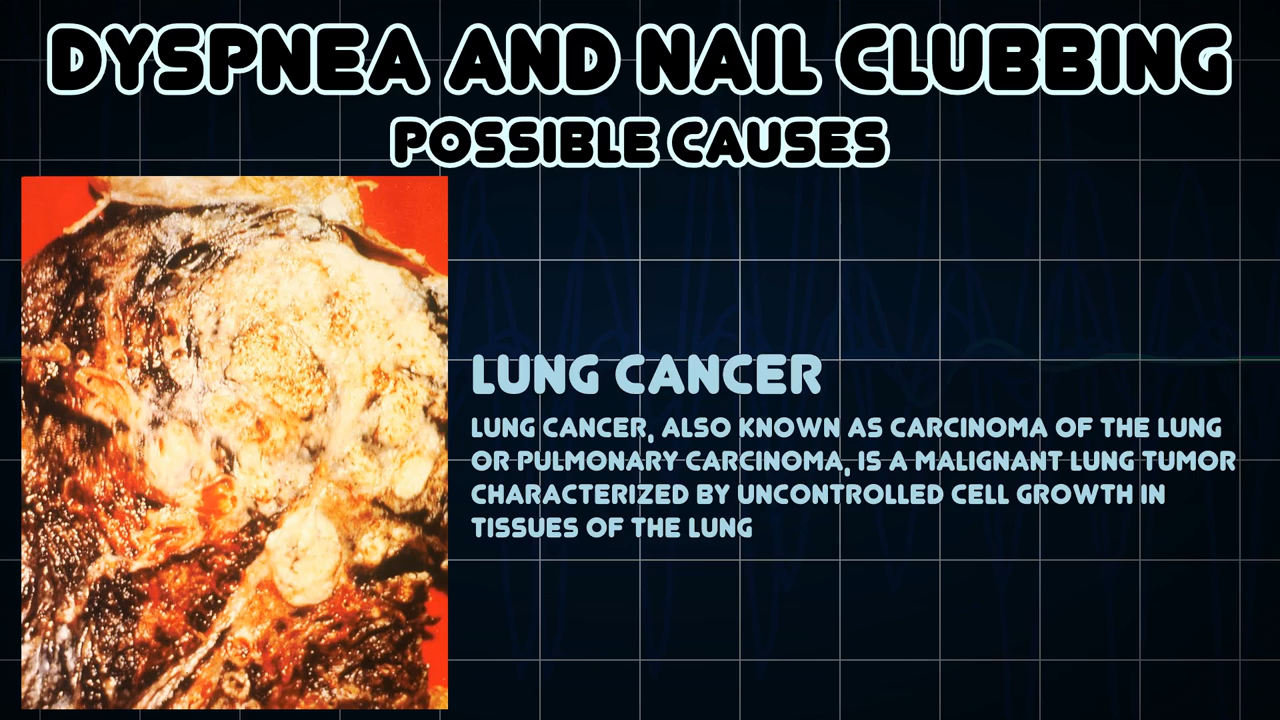 DYSPNEA AND NAIL CLUBBING
POSSIBLE CAUSES
LUNG CANCER
LUNG CANCER, ALSO KNOWN AS CARCINOMA OF THE LUNG
OR PULMONARY CARCINOMA, IS A MALIGNANT LUNG TUMOR
CHARACTERIZED BY UNCONTROLLED CELL GROWTH IN
TISSUES OF THE LUNG